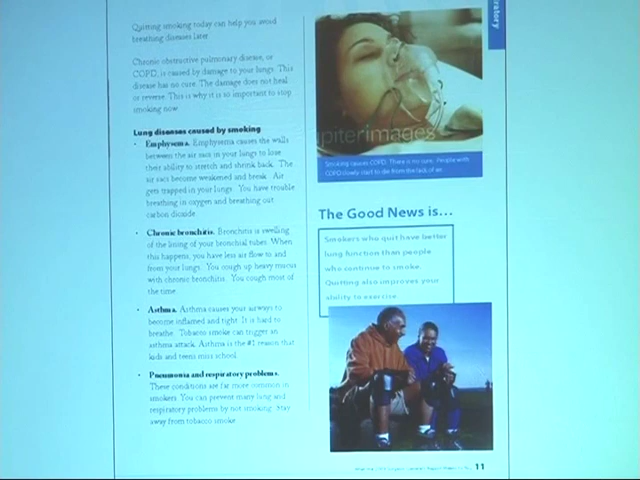 Quitting smoking today can help you avoid
breathing diseases later.
Chronic obstructive pulmonary disease, or
COPD, is caused by damage to your lungs. This
disease has no cure. The damage does not heal
or reverse. This is why it is so important to stop
smoking now.
Lung diseases caused by smoking
• Emphysema. Emphysema causes the walls
between the air sacs in your lungs to lose
their ability to stretch and shrink back. The
air sacs become weakened and break. Air
gets trapped in your lungs. You have trouble
breathing in oxygen and breathing out
carbon dioxide.
• Chronic bronchitis. Bronchitis is swelling
of the lining of your bronchial tubes. When
this happens, you have less air flow to and
from your lungs. You cough up heavy mucus
with chronic bronchitis. You cough most of
the time.
• Asthma. Asthma causes your airways to
become inflamed and tight. It is hard to
breathe. Tobacco smoke can trigger an
asthma attack. Asthma is the #1 reason that
kids and teens miss school.
• Pneumonia and respiratory problems.
These conditions are far more common in
smokers. You can prevent many lung and
respiratory problems by not smoking. Stay
away from tobacco smoke.
ratory
piterimages
Smoking causes COPD. There is no cure. People with
COPD slowly start to die from the lack of air.
The Good News is...
Smokers who quit have better
lung function than people
who continue to smoke.
Quitting also improves your
ability to exercise.
11